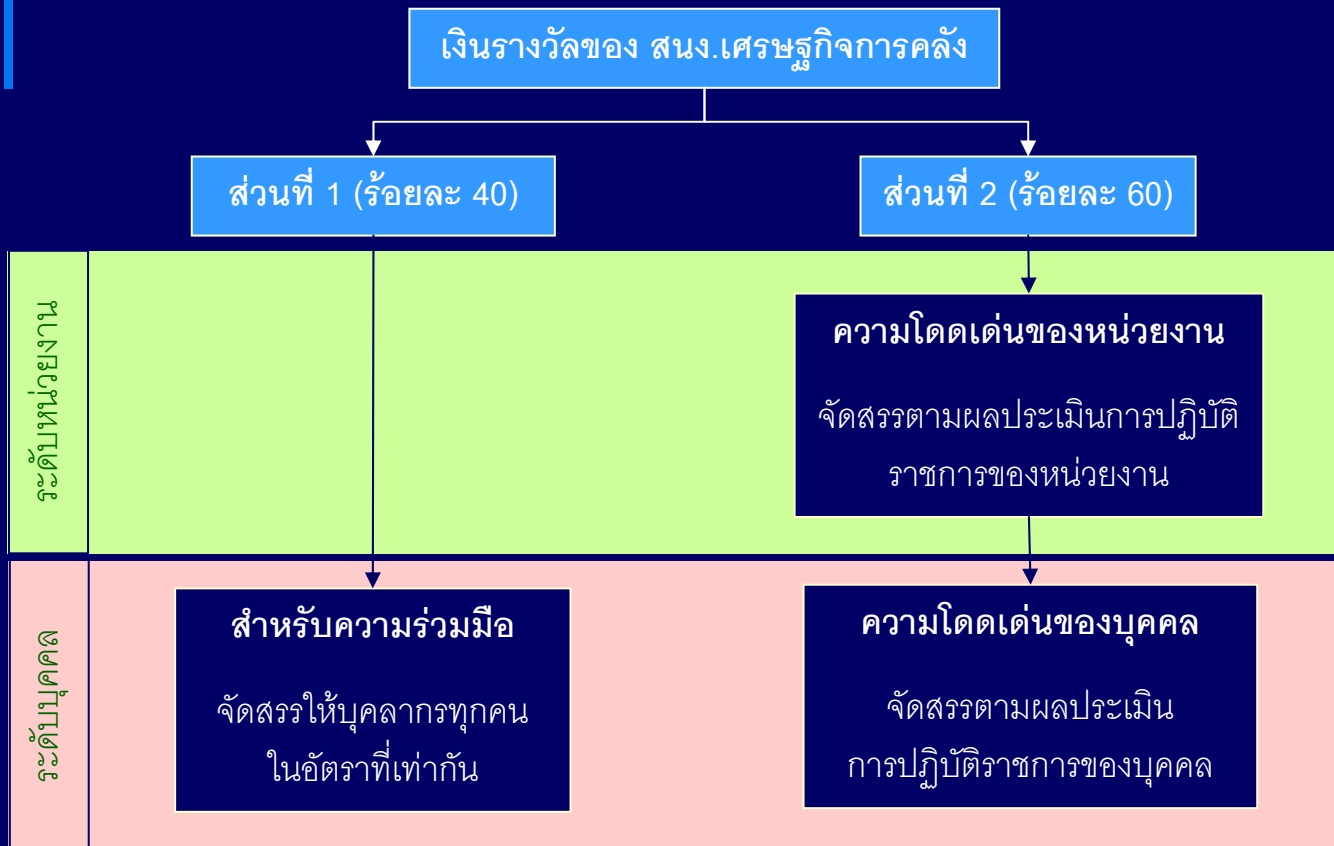 เงินรางวัลของ สนง.เศรษฐกิจการคลัง
ส่วนที่ 1 (ร้อยละ 40)
ส่วนที่ 2 (ร้อยละ 60)
ระดับหน่วยงาน
ความโดดเด่นของหน่วยงาน
จัดสรรตามผลประเมินการปฏิบัติ
ราชการของหน่วยงาน
ระดับบุคคล
สำหรับความร่วมมือ
จัดสรรให้บุคลากรทุกคน
ในอัตราที่เท่ากัน
ความโดดเด่นของบุคคล
จัดสรรตามผลประเมิน
การปฏิบัติราชการของบุคคล